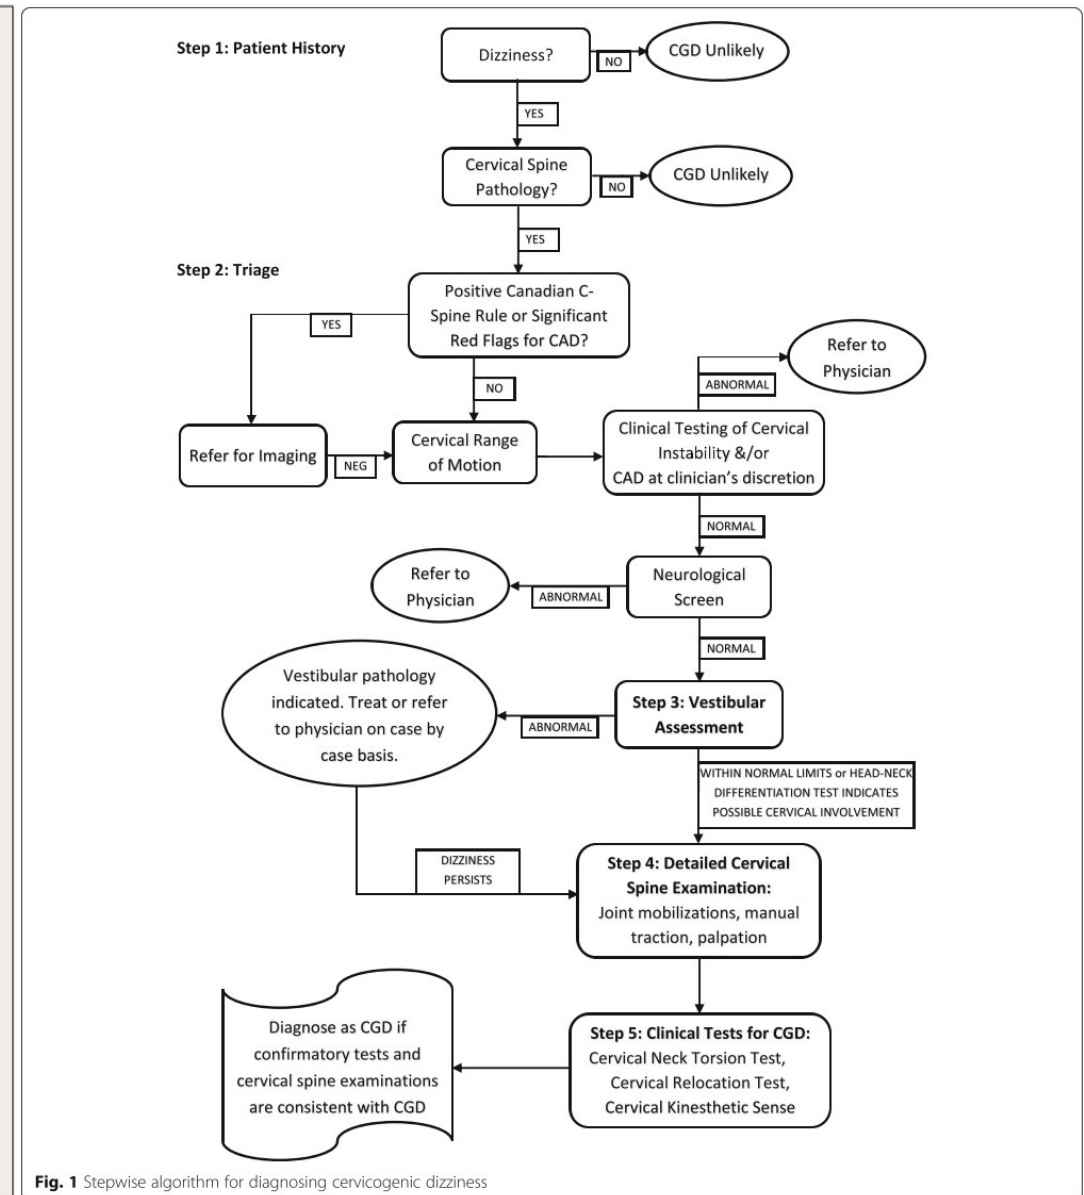 Step 1: Patient History
Dizziness?
NO
CGD Unlikely
YES
Cervical Spine
Pathology?
NO
CGD Unlikely
YES
Step 2: Triage
Positive Canadian C-
Spine Rule or Significant
Red Flags for CAD?
YES
NO
Refer to
Physician
ABNORMAL
Refer for Imaging
NEG
Cervical Range
of Motion
Clinical Testing of Cervical
Instability &/or
CAD at clinician's discretion
NORMAL
Neurological
Screen
ABNORMAL
Refer to
Physician
NORMAL
Step 3: Vestibular
Assessment
ABNORMAL
Vestibular pathology
indicated. Treat or refer
to physician on case by
case basis.
WITHIN NORMAL LIMITS or HEAD-NECK
DIFFERENTIATION TEST INDICATES
POSSIBLE CERVICAL INVOLVEMENT
DIZZINESS
PERSISTS
Step 4: Detailed Cervical
Spine Examination:
Joint mobilizations, manual
traction, palpation
Step 5: Clinical Tests for CGD:
Cervical Neck Torsion Test,
Cervical Relocation Test,
Cervical Kinesthetic Sense
Diagnose as CGD if
confirmatory tests and
cervical spine examinations
are consistent with CGD
Fig. 1 Stepwise algorithm for diagnosing cervicogenic dizziness